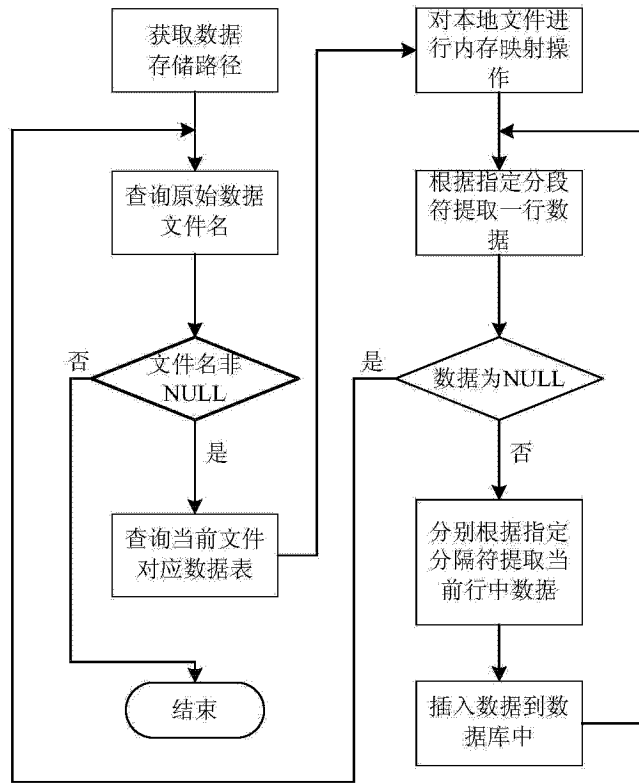 获取数据
存储路径
查询原始数据
文件名
否
文件名非
NULL
是
查询当前文件
对应数据表
结束
对本地文件进
行内存映射操
作
根据指定分段
符提取一行数
据
是
数据为NULL
否
分别根据指定
分隔符提取当
前行中数据
插入数据到数
据库中